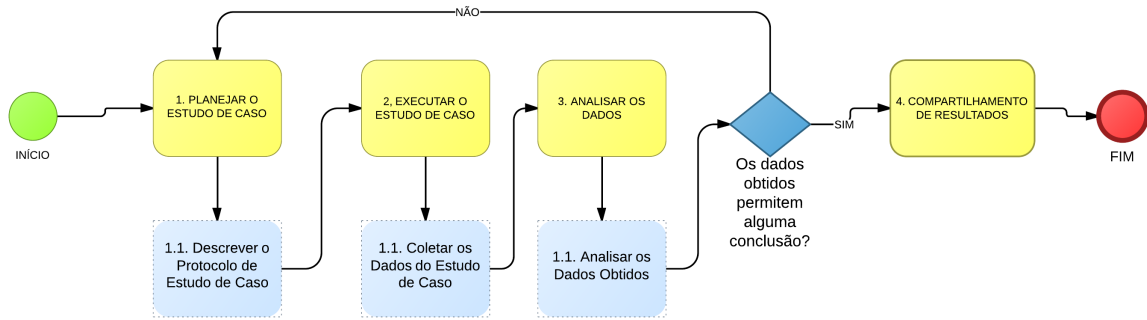 NÃO
INÍCIO
1. PLANEJAR O
ESTUDO DE CASO
2, EXECUTAR O
ESTUDO DE CASO
3. ANALISAR OS
DADOS
SIM
4. COMPARTILHAMENTO
DE RESULTADOS
FIM
Os dados
obtidos
permitem
alguma
conclusão?
1.1. Descrever o
Protocolo de
Estudo de Caso
1.1. Coletar os
Dados do Estudo
de Caso
1.1. Analisar os
Dados Obtidos